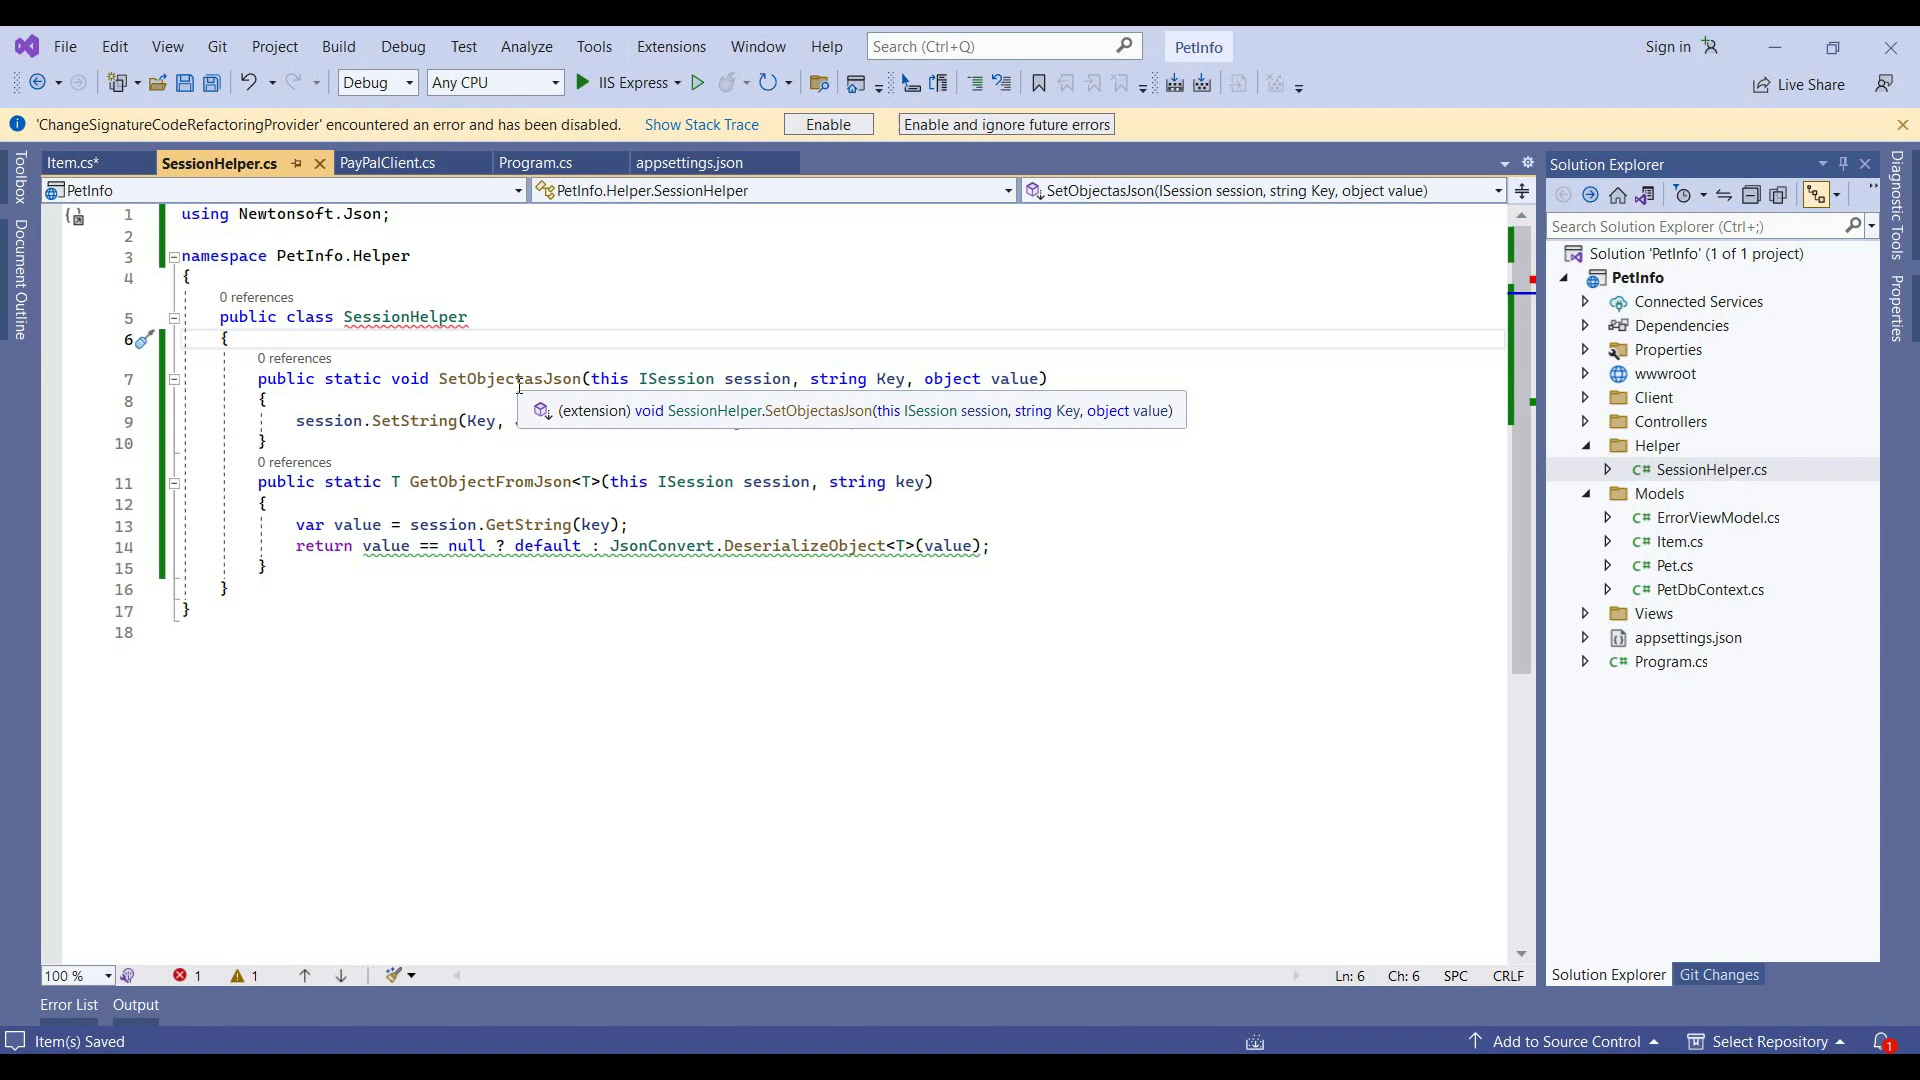 File Edit View Git Project Build Debug Test Analyze Tools Extensions Window Help Search (Ctrl+Q) PetInfo Sign in
Debug Any CPU IIS Express Live Share
'ChangeSignatureCodeRefactoringProvider' encountered an error and has been disabled. Show Stack Trace Enable Enable and ignore future errors
Toolbox
Document Outline
Item.cs* SessionHelper.cs PayPalClient.cs Program.cs appsettings.json
PetInfo PetInfo.Helper.SessionHelper SetObjectasJson(ISession session, string Key, object value)
1 using Newtonsoft.Json;
2
3 namespace PetInfo.Helper
4 {
0 references
5 public class SessionHelper
6 {
0 references
7 public static void SetObjectasJson(this ISession session, string Key, object value)
8 {
(extension) void SessionHelper.SetObjectasJson(this ISession session, string Key, object value)
9 session.SetString(Key,
10 }
0 references
11 public static T GetObjectFromJson<T>(this ISession session, string key)
12 {
13 var value = session.GetString(key);
14 return value == null ? default : JsonConvert.DeserializeObject<T>(value);
15 }
16 }
17 }
18
100 % 1 1 Ln: 6 Ch: 6 SPC CRLF
Solution Explorer
Search Solution Explorer (Ctrl+;)
Solution 'PetInfo' (1 of 1 project)
PetInfo
Connected Services
Dependencies
Properties
wwwroot
Client
Controllers
Helper
C# SessionHelper.cs
Models
C# ErrorViewModel.cs
C# Item.cs
C# Pet.cs
C# PetDbContext.cs
Views
appsettings.json
C# Program.cs
Solution Explorer Git Changes
Diagnostic Tools
Properties
Error List Output
Item(s) Saved Add to Source Control Select Repository 1